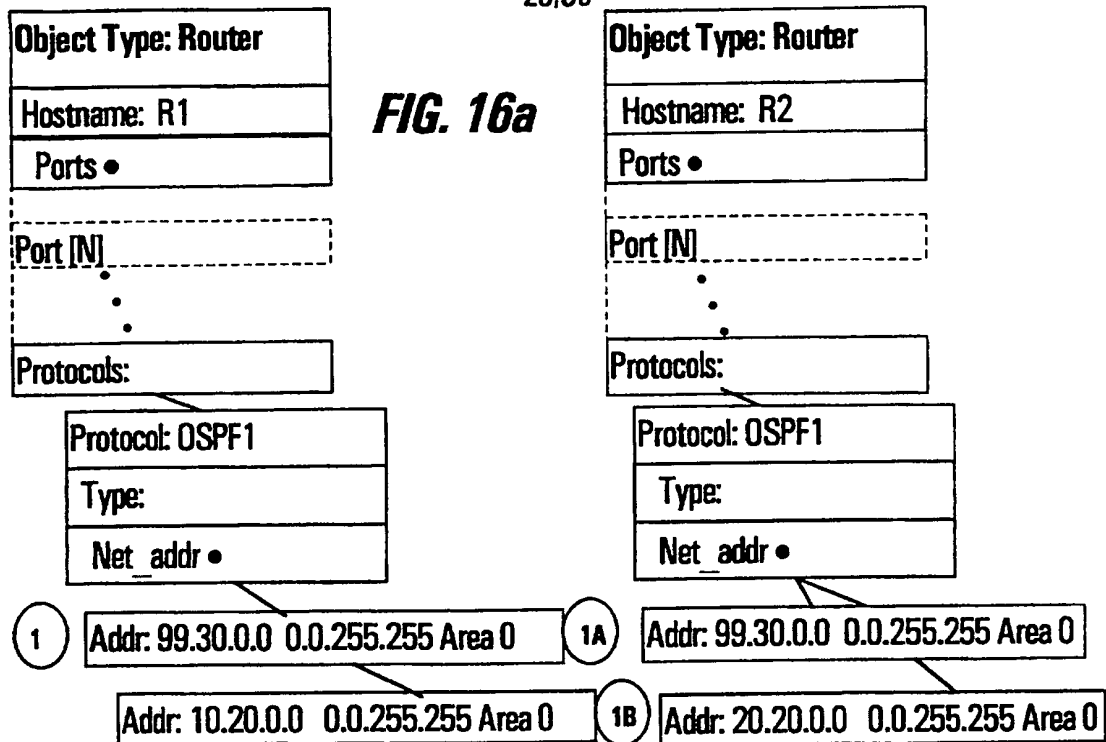 Object Type: Router
Hostname: R1
Ports
Port [N]
Protocols:
Protocol: OSPF1
Type:
Net_addr
1
Addr: 99.30.0.0 0.0.255.255 Area 0
Addr: 10.20.0.0 0.0.255.255 Area 0
FIG. 16a
Object Type: Router
Hostname: R2
Ports
Port [N]
Protocols:
Protocol: OSPF1
Type:
Net_addr
1A
Addr: 99.30.0.0 0.0.255.255 Area 0
1B
Addr: 20.20.0.0 0.0.255.255 Area 0